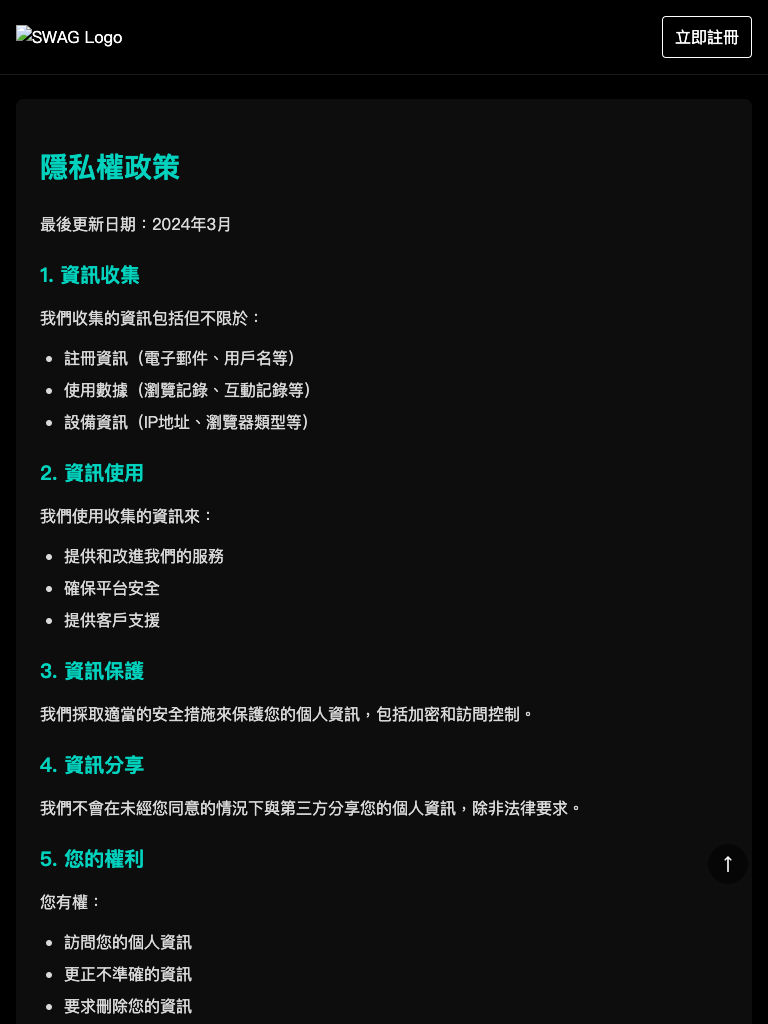 SWAG Logo
立即註冊
隱私權政策
最後更新日期：2024年3月
1. 資訊收集
我們收集的資訊包括但不限於：
• 註冊資訊（電子郵件、用戶名等）
• 使用數據（瀏覽記錄、互動記錄等）
• 設備資訊（IP地址、瀏覽器類型等）
2. 資訊使用
我們使用收集的資訊來：
• 提供和改進我們的服務
• 確保平台安全
• 提供客戶支援
3. 資訊保護
我們採取適當的安全措施來保護您的個人資訊，包括加密和訪問控制。
4. 資訊分享
我們不會在未經您同意的情況下與第三方分享您的個人資訊，除非法律要求。
5. 您的權利
您有權：
• 訪問您的個人資訊
• 更正不準確的資訊
• 要求刪除您的資訊
↑